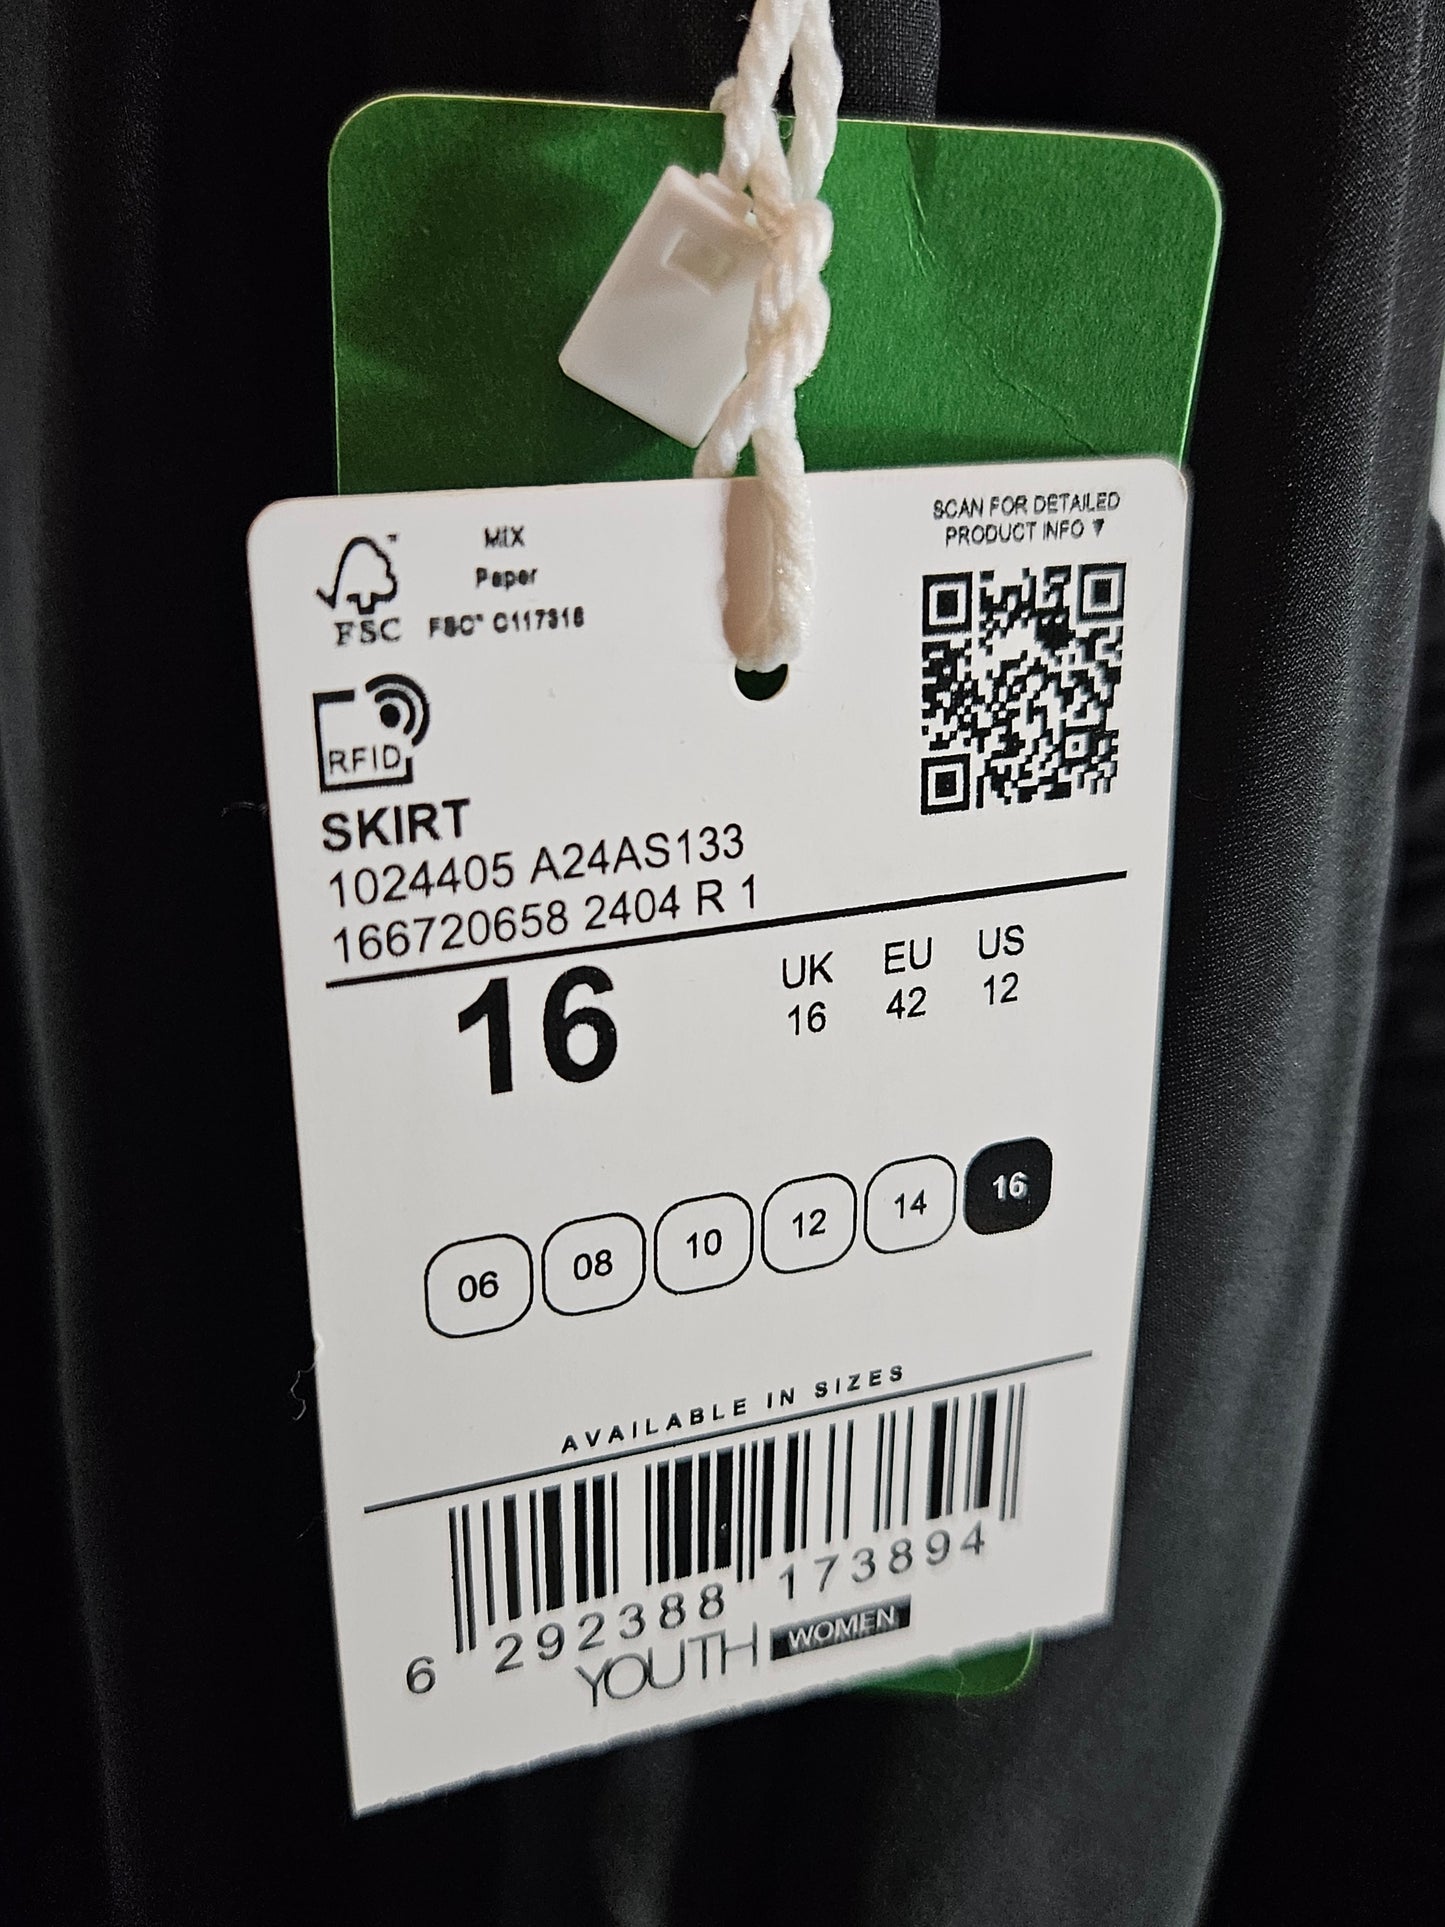 MIX
Paper
FSC™ C117316
FSC
SCAN FOR DETAILED
PRODUCT INFO ▼
RFID
SKIRT
1024405 A24AS133
166720658 2404 R 1
16
UK EU US
16 42 12
06 08 10 12 14 16
AVAILABLE IN SIZES
6 292388 173894
YOUTH WOMEN